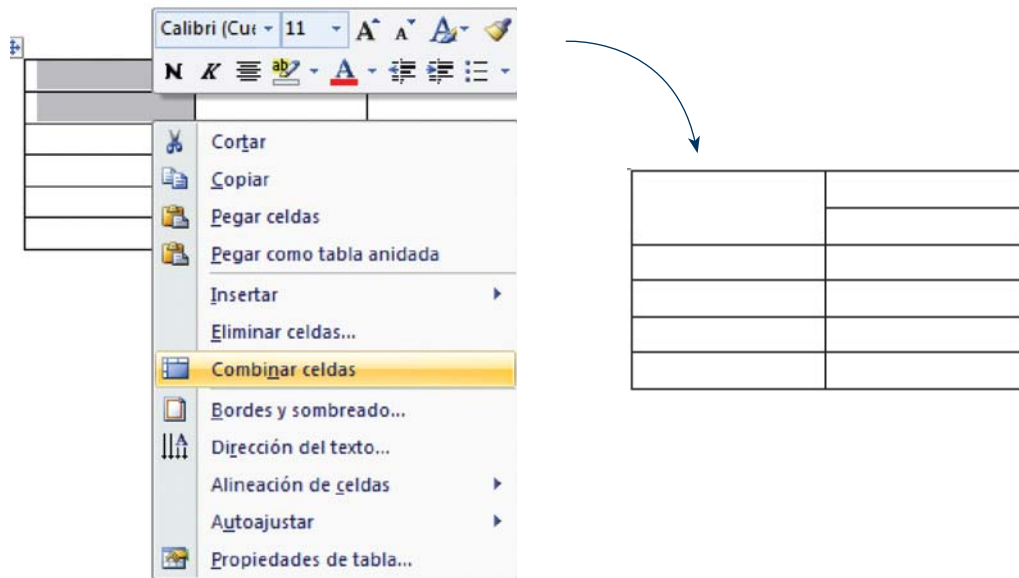 Calibri (Cue 11 A A A
N K ab A
Cortar
Copiar
Pegar celdas
Pegar como tabla anidada
Insertar
Eliminar celdas...
Combinar celdas
Bordes y sombreado...
Dirección del texto...
Alineación de celdas
Autoajustar
Propiedades de tabla...